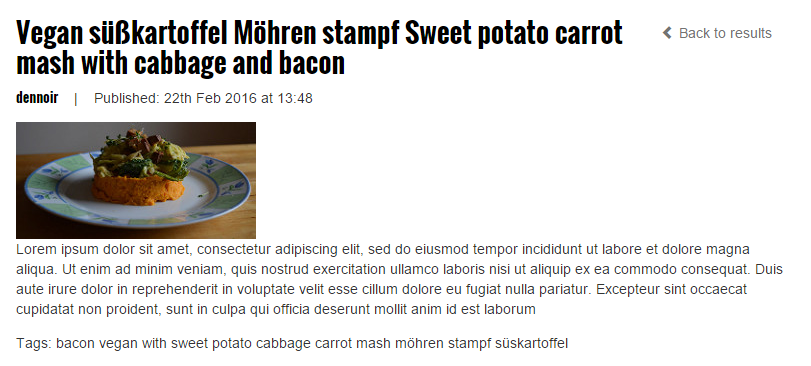 Vegan süßkartoffel Möhren stampf Sweet potato carrot
mash with cabbage and bacon
Back to results
dennoir | Published: 22th Feb 2016 at 13:48
Lorem ipsum dolor sit amet, consectetur adipiscing elit, sed do eiusmod tempor incididunt ut labore et dolore magna
aliqua. Ut enim ad minim veniam, quis nostrud exercitation ullamco laboris nisi ut aliquip ex ea commodo consequat. Duis
aute irure dolor in reprehenderit in voluptate velit esse cillum dolore eu fugiat nulla pariatur. Excepteur sint occaecat
cupidatat non proident, sunt in culpa qui officia deserunt mollit anim id est laborum
Tags: bacon vegan with sweet potato cabbage carrot mash möhren stampf süskartoffel